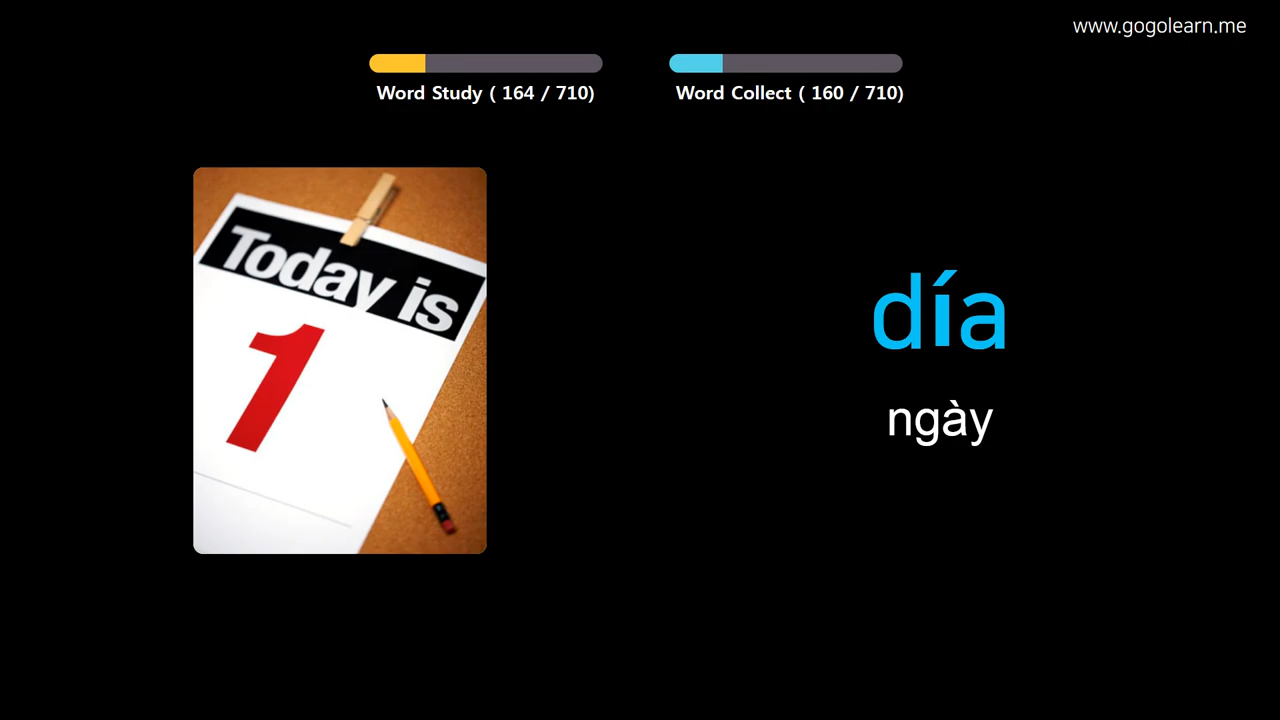 www.gogolearn.me
Word Study ( 164 / 710)
Word Collect ( 160 / 710)
Today is
1
día
ngày